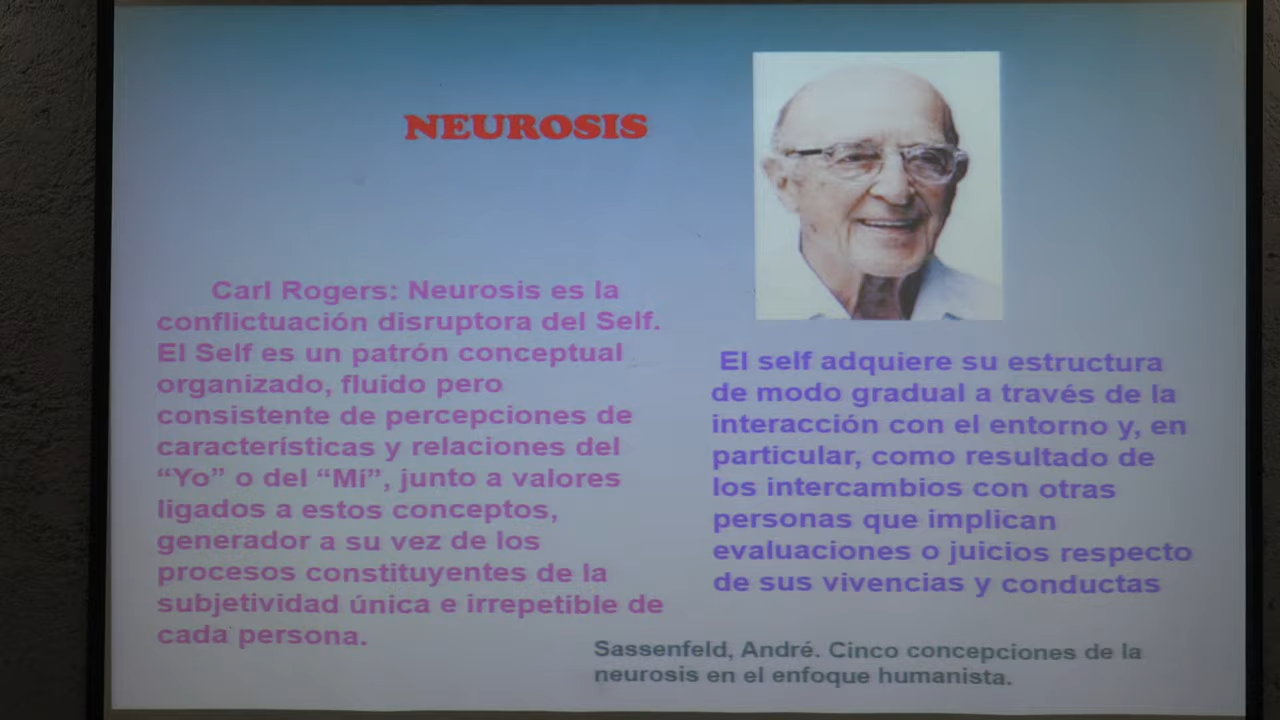 NEUROSIS
Carl Rogers: Neurosis es la
conflictuación disruptora del Self.
El Self es un patrón conceptual
organizado, fluido pero
consistente de percepciones de
características y relaciones del
“Yo” o del “Mí”, junto a valores
ligados a estos conceptos,
generador a su vez de los
procesos constituyentes de la
subjetividad única e irrepetible de
cada persona.
El self adquiere su estructura
de modo gradual a través de la
interacción con el entorno y, en
particular, como resultado de
los intercambios con otras
personas que implican
evaluaciones o juicios respecto
de sus vivencias y conductas
Sassenfeld, André. Cinco concepciones de la
neurosis en el enfoque humanista.